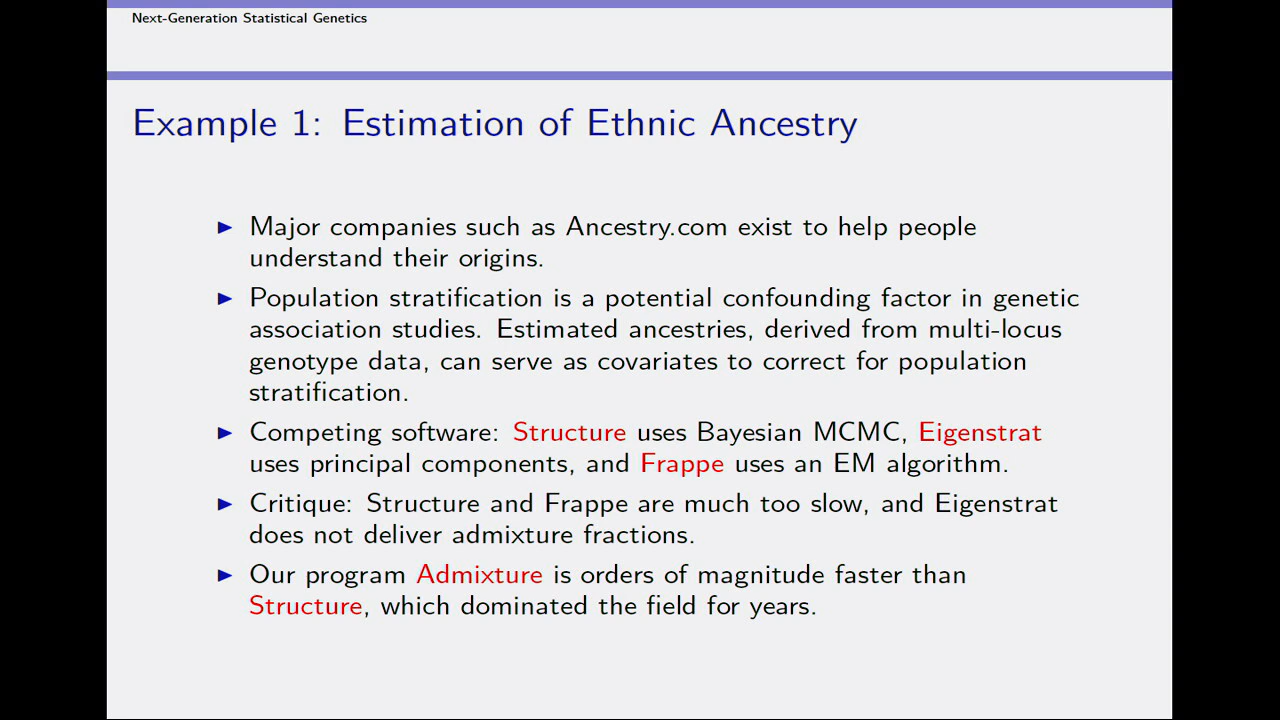 Next-Generation Statistical Genetics
Example 1: Estimation of Ethnic Ancestry
Major companies such as Ancestry.com exist to help people
understand their origins.
Population stratification is a potential confounding factor in genetic
association studies. Estimated ancestries, derived from multi-locus
genotype data, can serve as covariates to correct for population
stratification.
Competing software: Structure uses Bayesian MCMC, Eigenstrat
uses principal components, and Frappe uses an EM algorithm.
Critique: Structure and Frappe are much too slow, and Eigenstrat
does not deliver admixture fractions.
Our program Admixture is orders of magnitude faster than
Structure, which dominated the field for years.